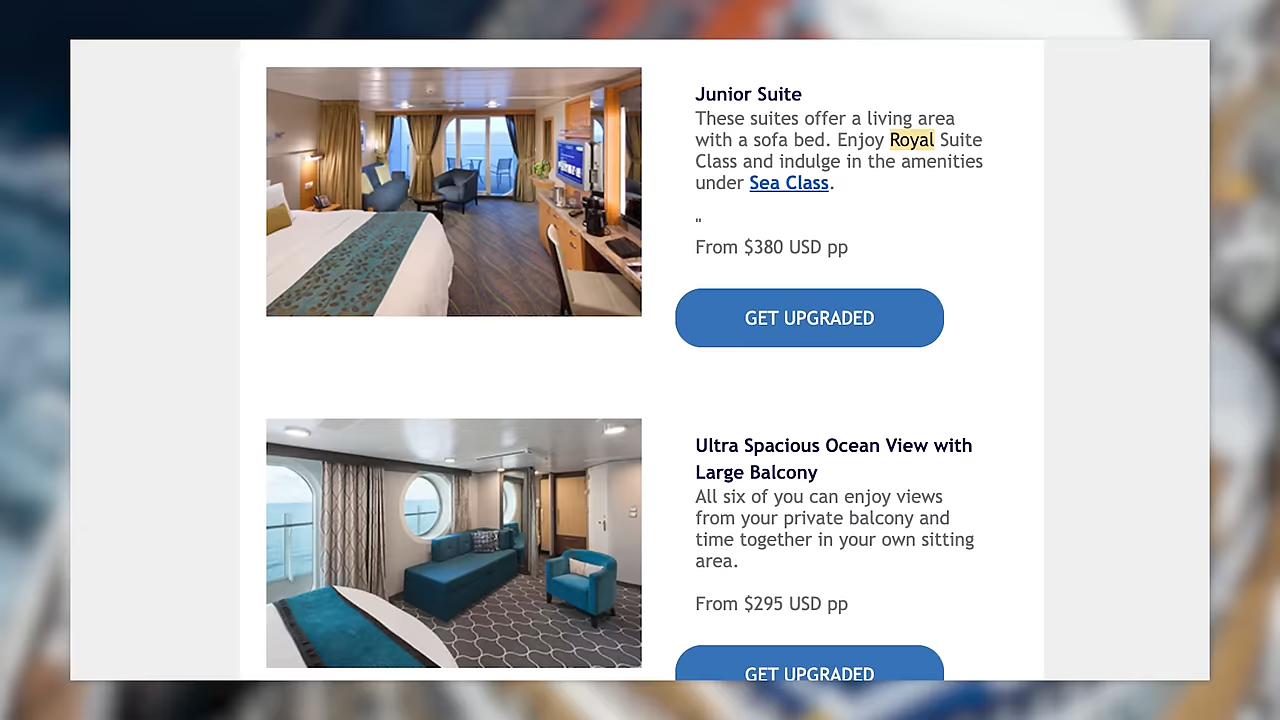 Junior Suite
These suites offer a living area
with a sofa bed. Enjoy Royal Suite
Class and indulge in the amenities
under Sea Class.
"
From $380 USD pp
GET UPGRADED
Ultra Spacious Ocean View with
Large Balcony
All six of you can enjoy views
from your private balcony and
time together in your own sitting
area.
From $295 USD pp
GET UPGRADED